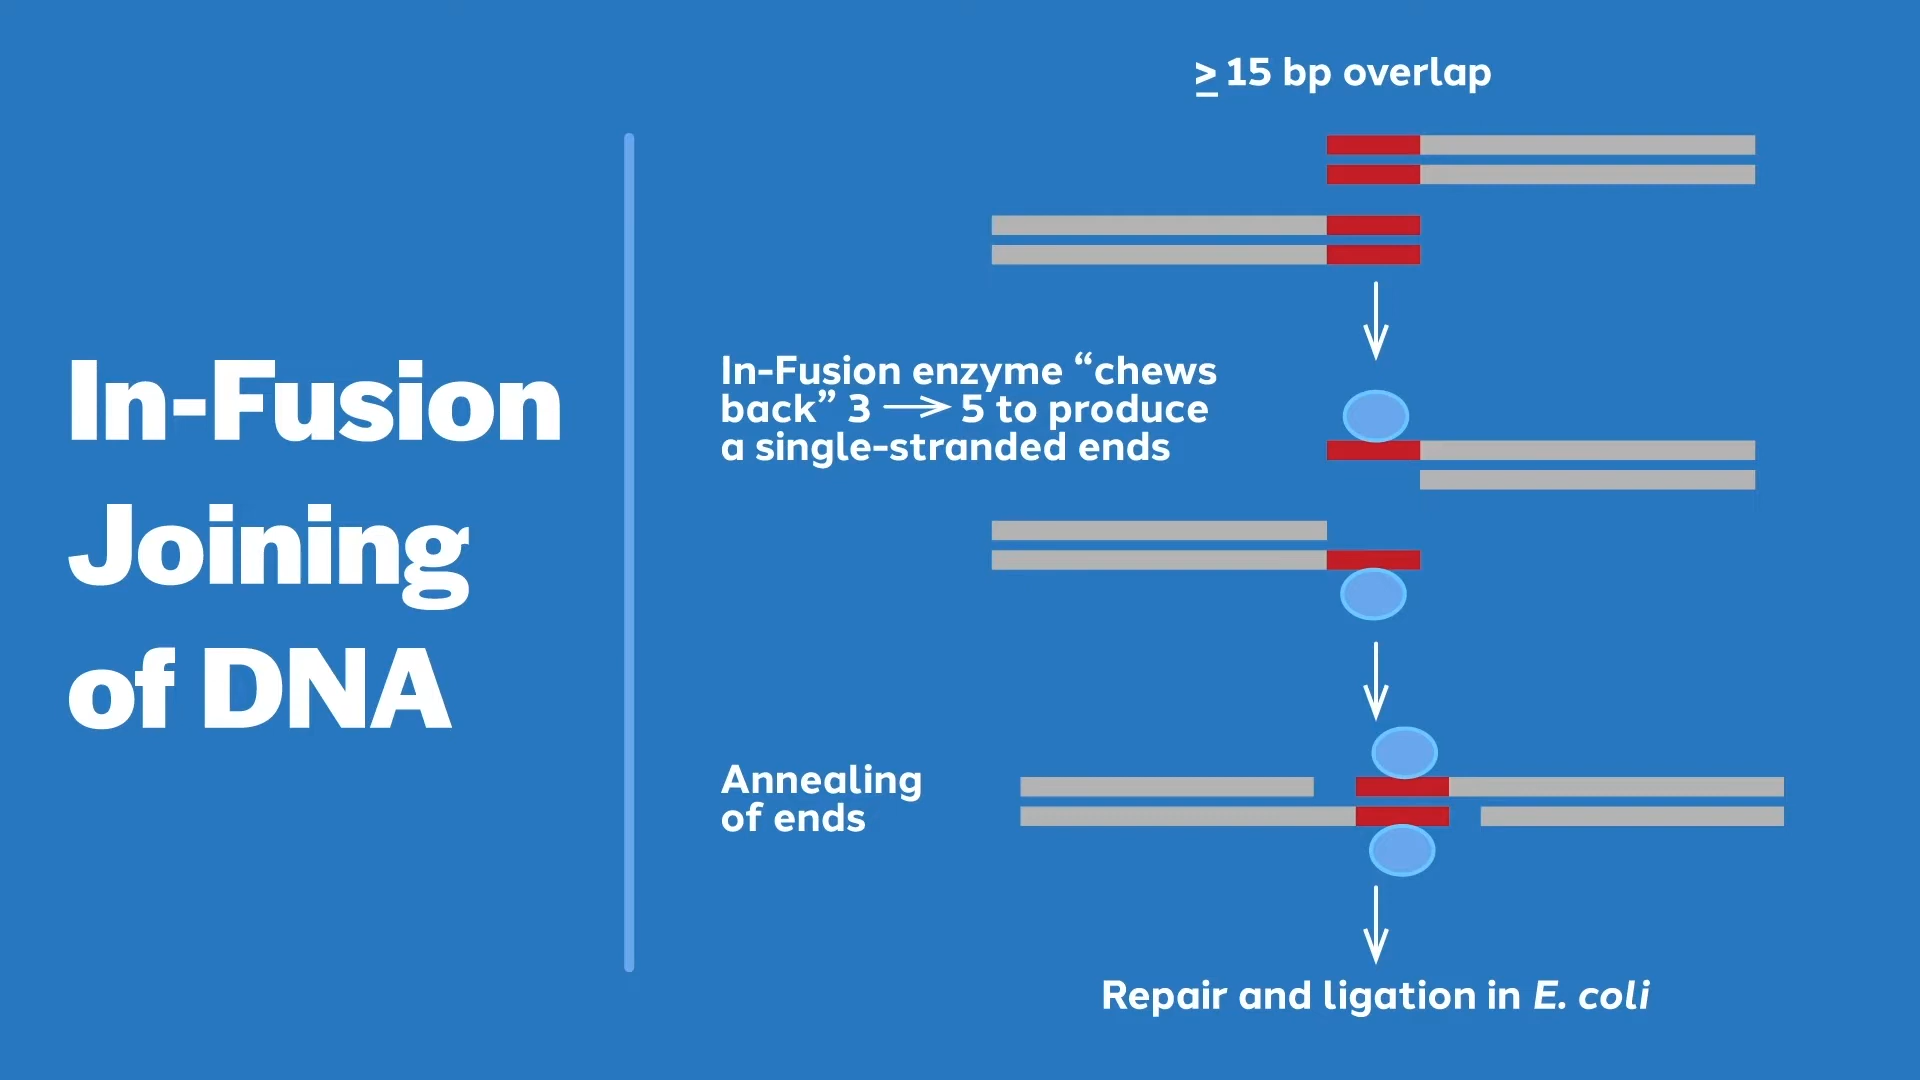 In-Fusion
Joining
of DNA
≥ 15 bp overlap
In-Fusion enzyme “chews
back” 3 → 5 to produce
a single-stranded ends
Annealing
of ends
Repair and ligation in E. coli